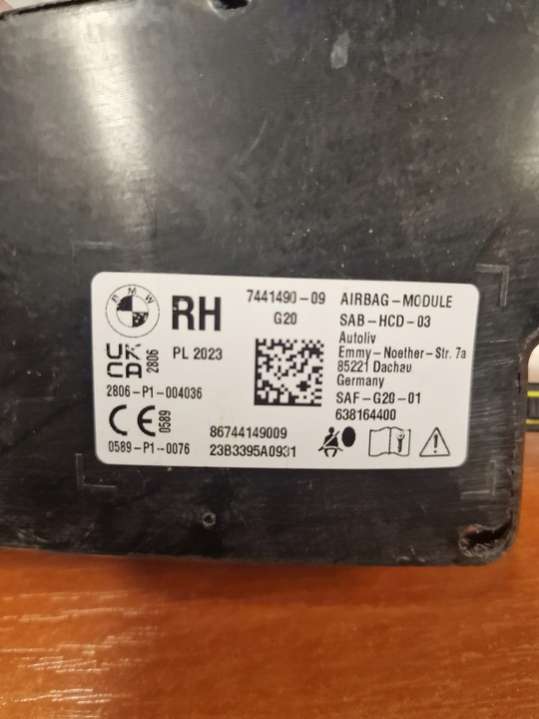 BMW
RH
7441490-09
G20
AIRBAG-MODULE
SAB-HCD-03
Autoliv
Emmy-Noether-Str. 7a
85221 Dachau
Germany
SAF-G20-01
638164400
UK
CA
2806
PL 2023
2806-P1-004036
CE
0589
0589-P1-0076
86744149009
23B3395A0931